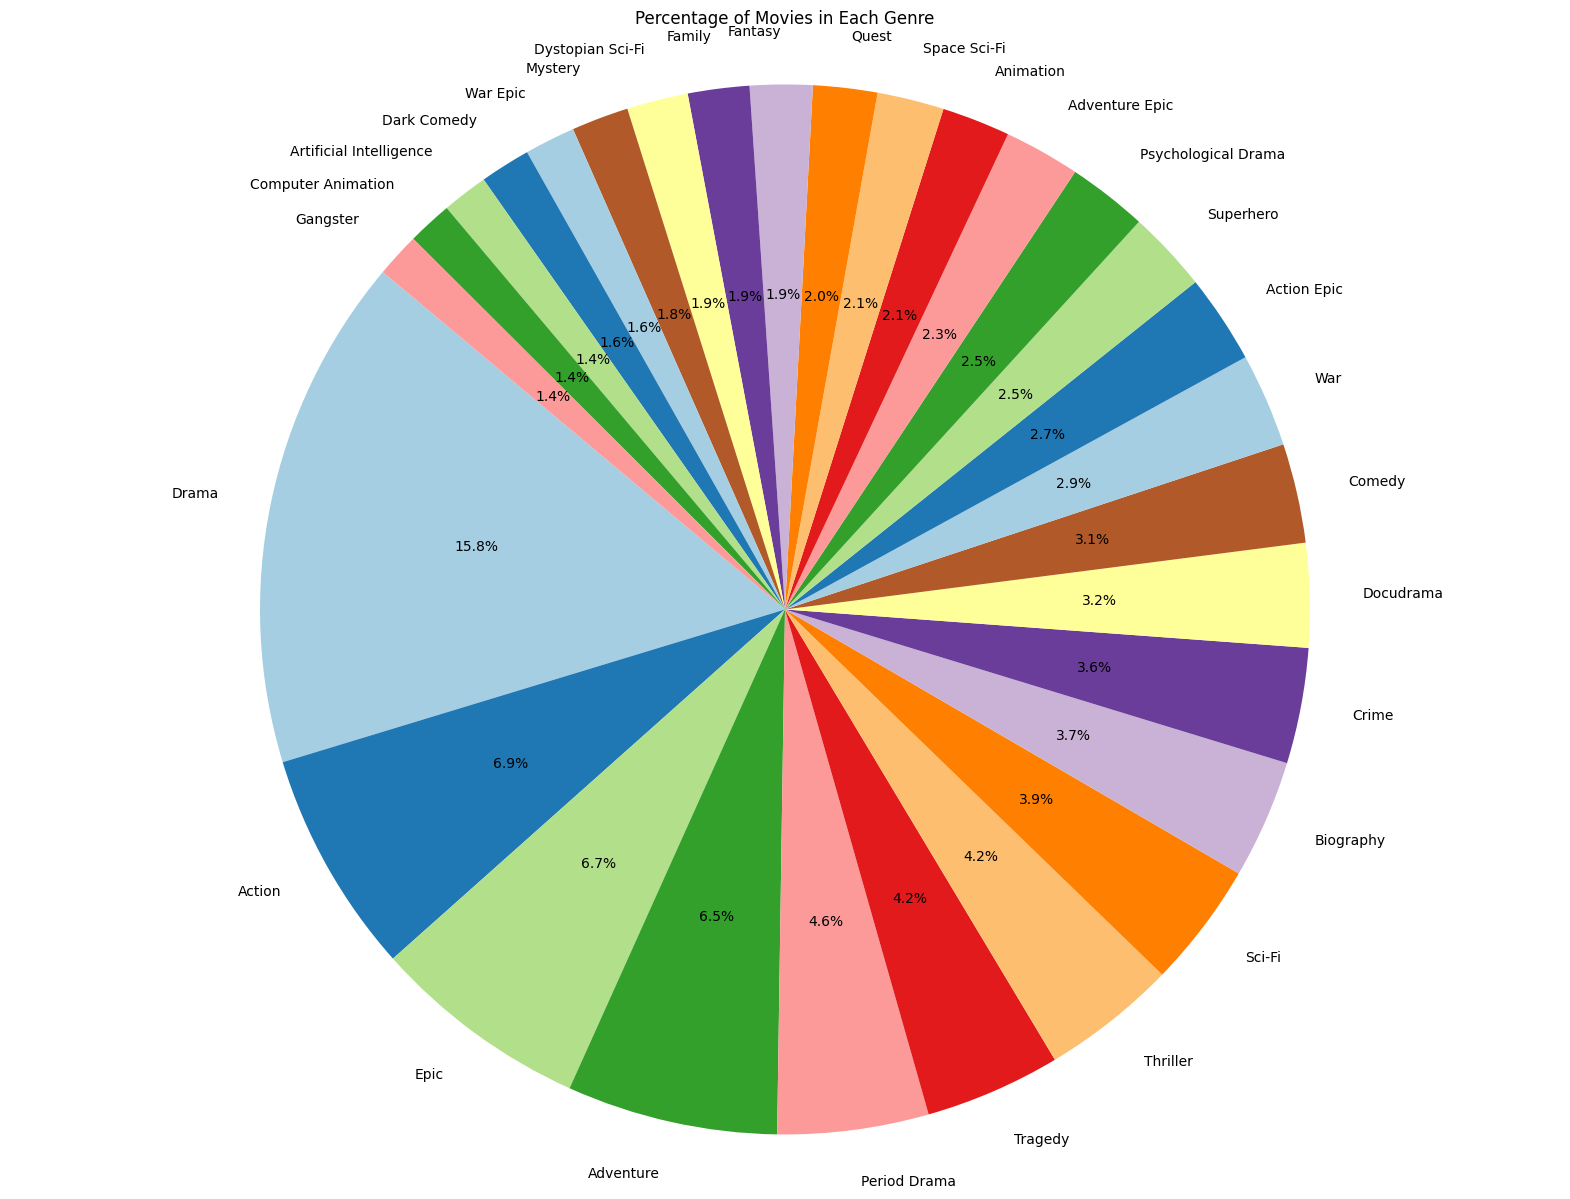 Percentage of Movies in Each Genre
Drama
15.8%
Action
6.9%
Epic
6.7%
Adventure
6.5%
Period Drama
4.6%
Tragedy
4.2%
Thriller
4.2%
Sci-Fi
3.9%
Biography
3.7%
Crime
3.6%
Docudrama
3.2%
Comedy
3.1%
War
2.9%
Action Epic
2.7%
Superhero
2.5%
Psychological Drama
2.5%
Adventure Epic
2.3%
Animation
2.1%
Space Sci-Fi
2.1%
Quest
2.0%
Fantasy
1.9%
Family
1.9%
Dystopian Sci-Fi
1.9%
Mystery
1.8%
War Epic
1.6%
Dark Comedy
1.6%
Artificial Intelligence
1.4%
Computer Animation
1.4%
Gangster
1.4%